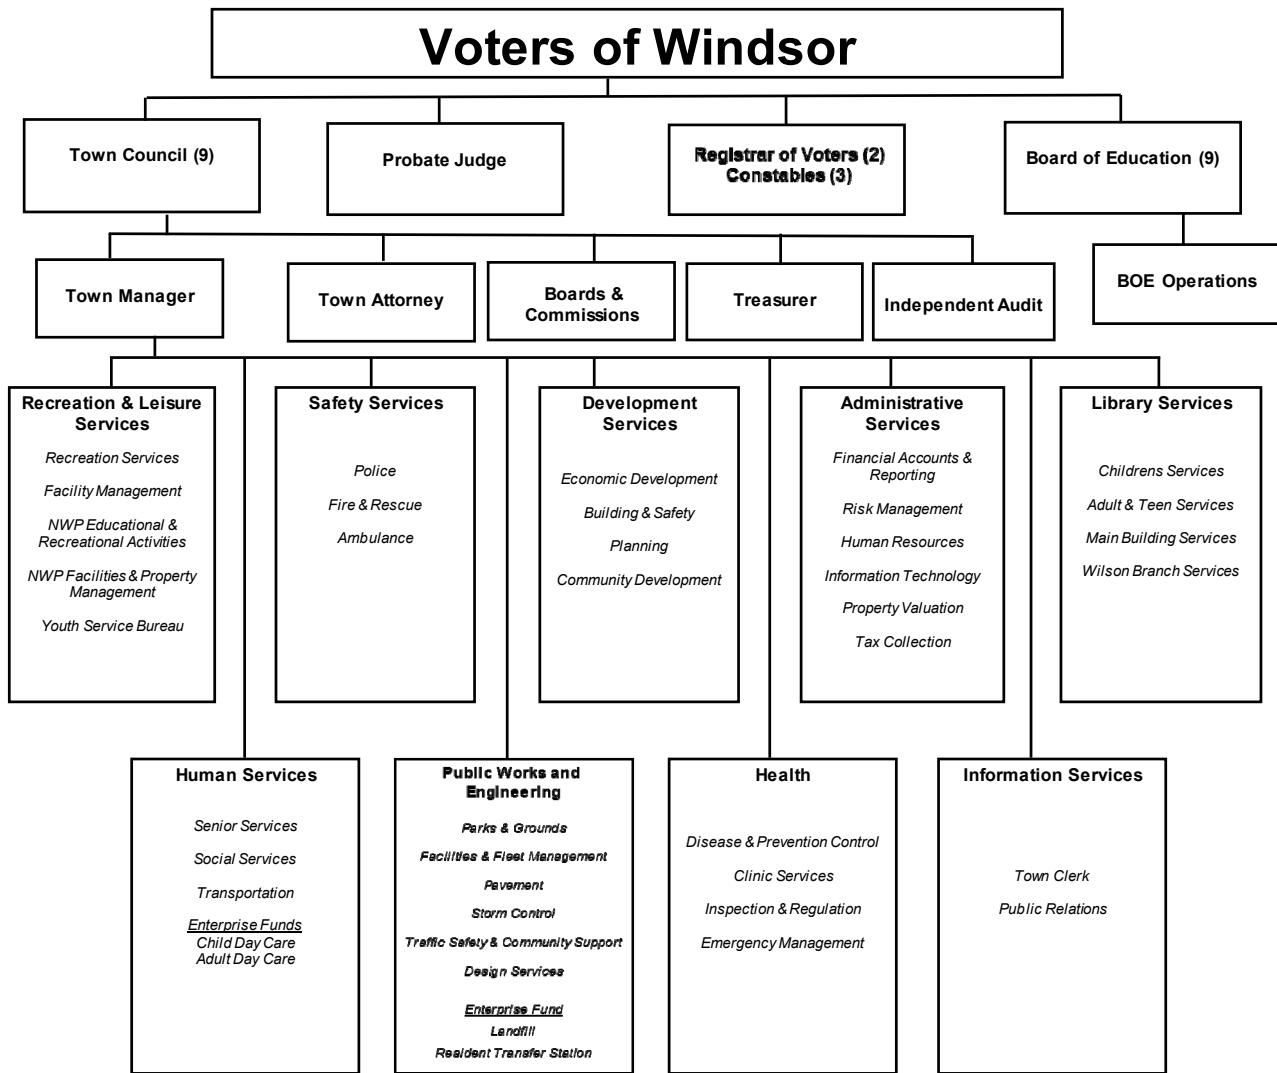 Voters of Windsor
Town Council (9)
Probate Judge
Registrar of Voters (2)
Constables (3)
Board of Education (9)
Town Manager
Town Attorney
Boards &
Commissions
Treasurer
Independent Audit
BOE Operations
Recreation & Leisure
Services
Recreation Services
Facility Management
NWP Educational &
Recreational Activities
NWP Facilities & Property
Management
Youth Service Bureau
Safety Services
Police
Fire & Rescue
Ambulance
Development
Services
Economic Development
Building & Safety
Planning
Community Development
Administrative
Services
Financial Accounts &
Reporting
Risk Management
Human Resources
Information Technology
Property Valuation
Tax Collection
Library Services
Childrens Services
Adult & Teen Services
Main Building Services
Wilson Branch Services
Human Services
Senior Services
Social Services
Transportation
Enterprise Funds
Child Day Care
Adult Day Care
Public Works and
Engineering
Parks & Grounds
Facilities & Fleet Management
Pavement
Storm Control
Traffic Safety & Community Support
Design Services
Enterprise Fund
Landfill
Resident Transfer Station
Health
Disease & Prevention Control
Clinic Services
Inspection & Regulation
Emergency Management
Information Services
Town Clerk
Public Relations